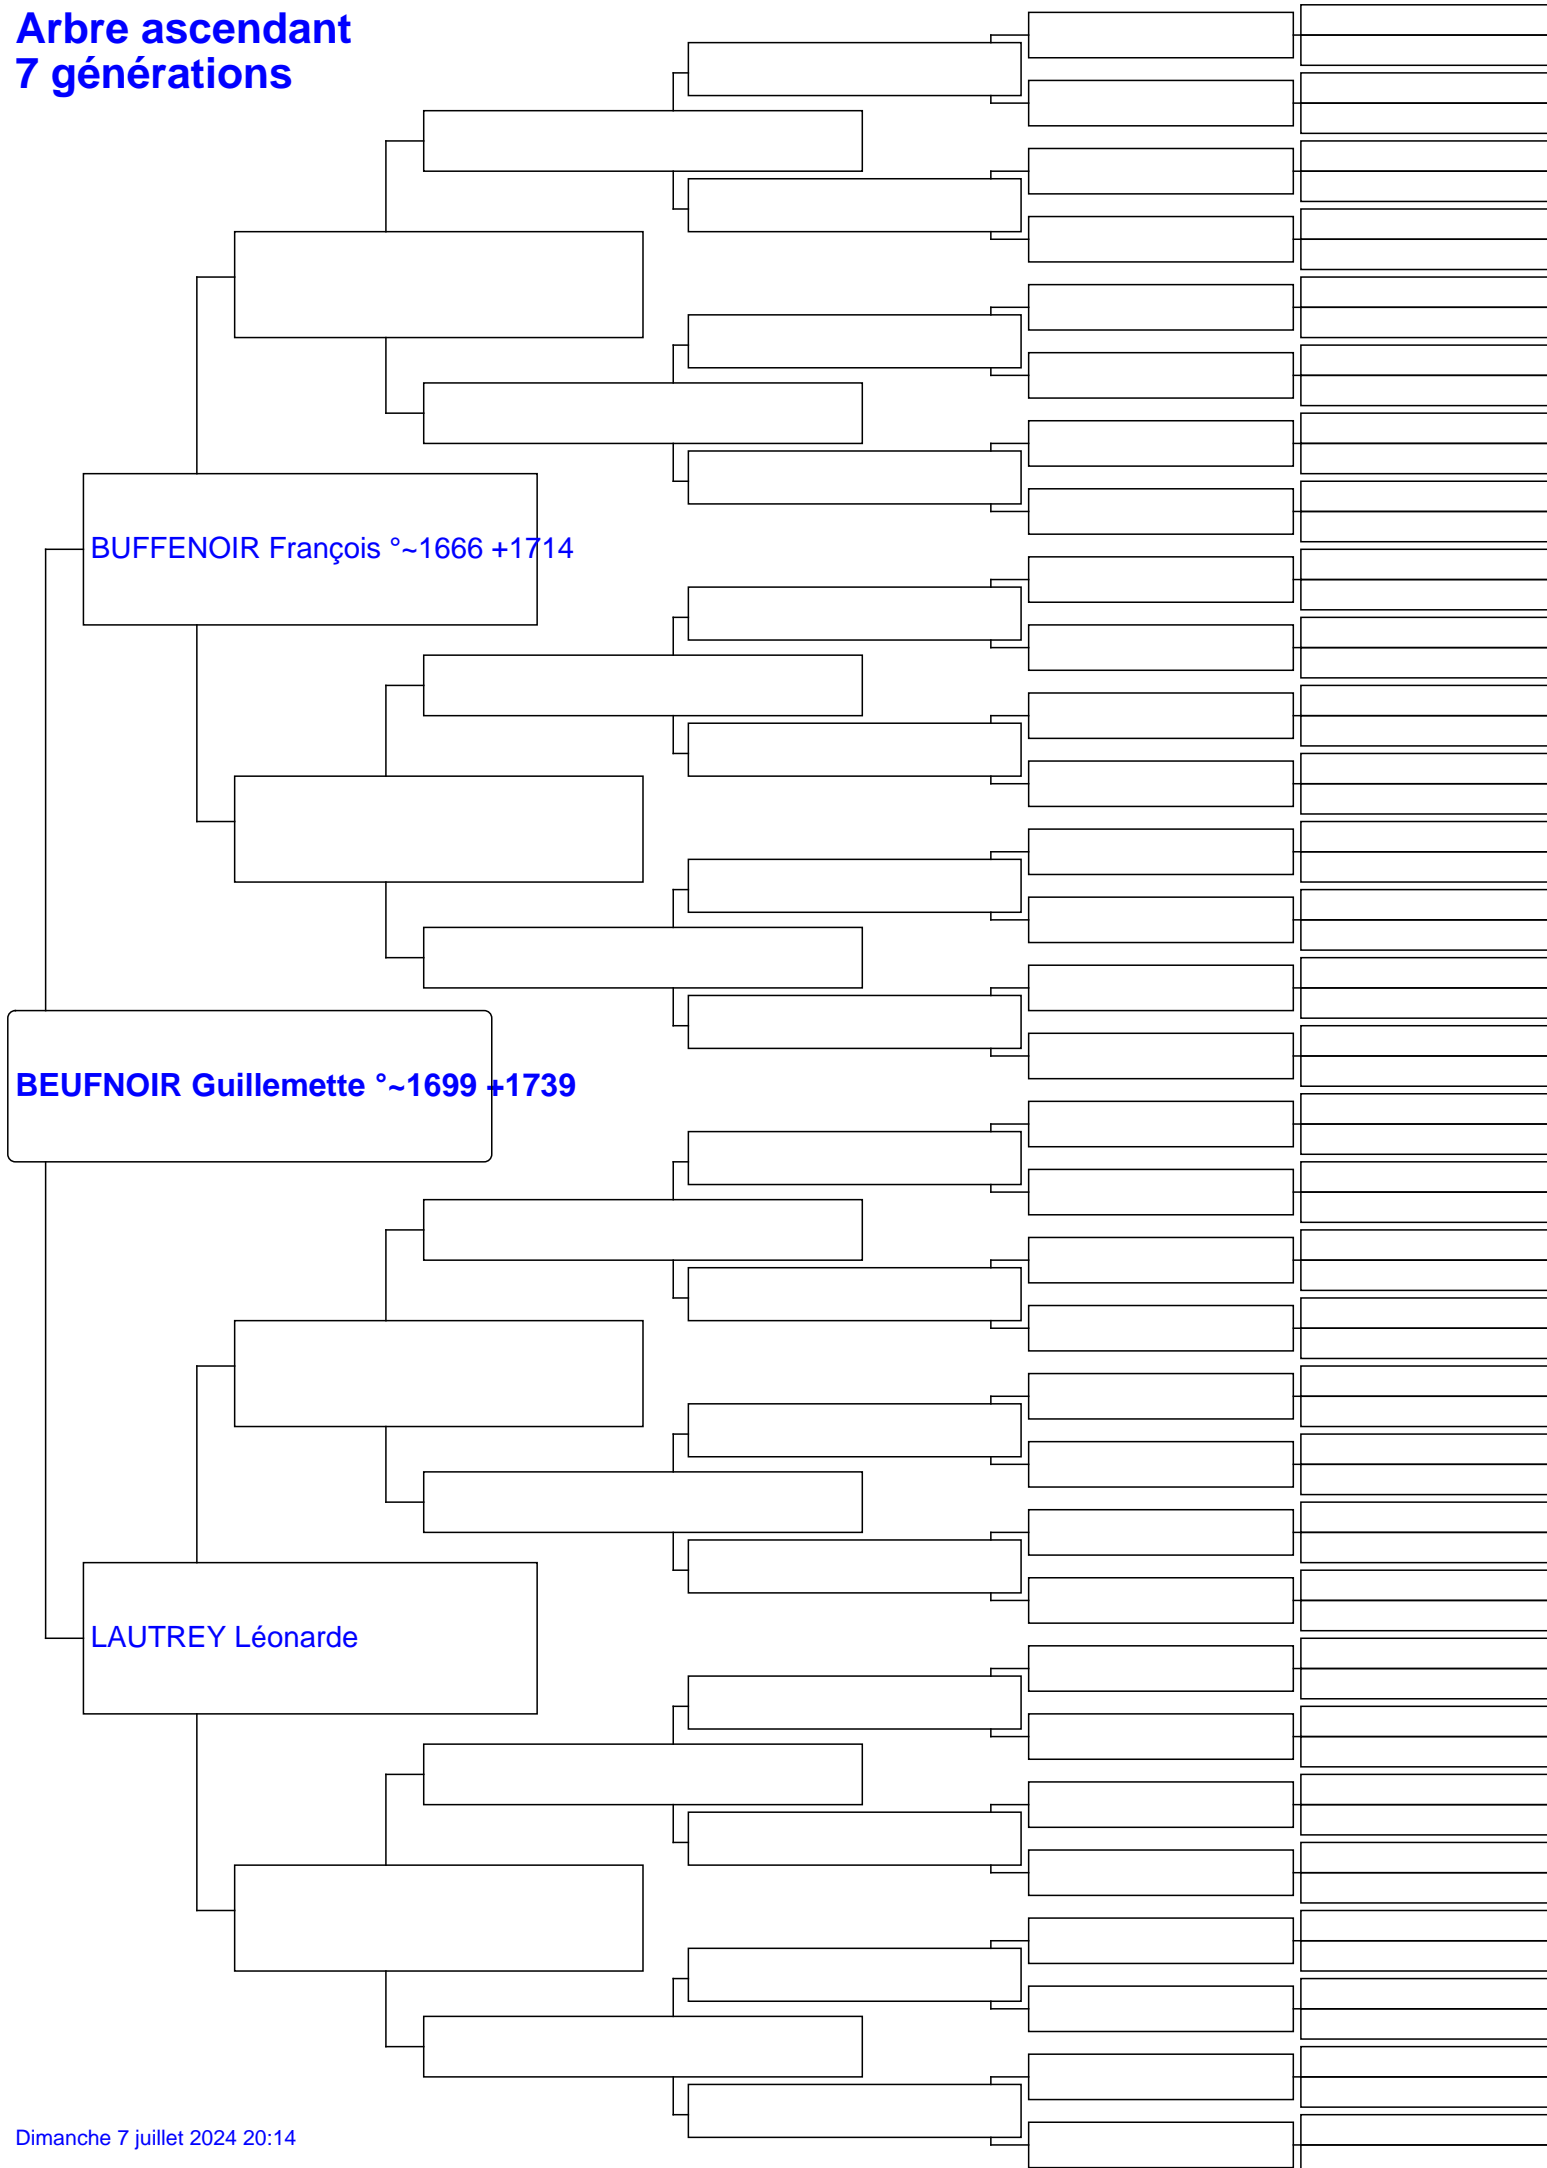 Arbre ascendant
7 générations
BUFFENOIR François °~1666 +1714
BEUFNOIR Guillemette °~1699 +1739
LAUTREY Léonarde
Dimanche 7 juillet 2024 20:14